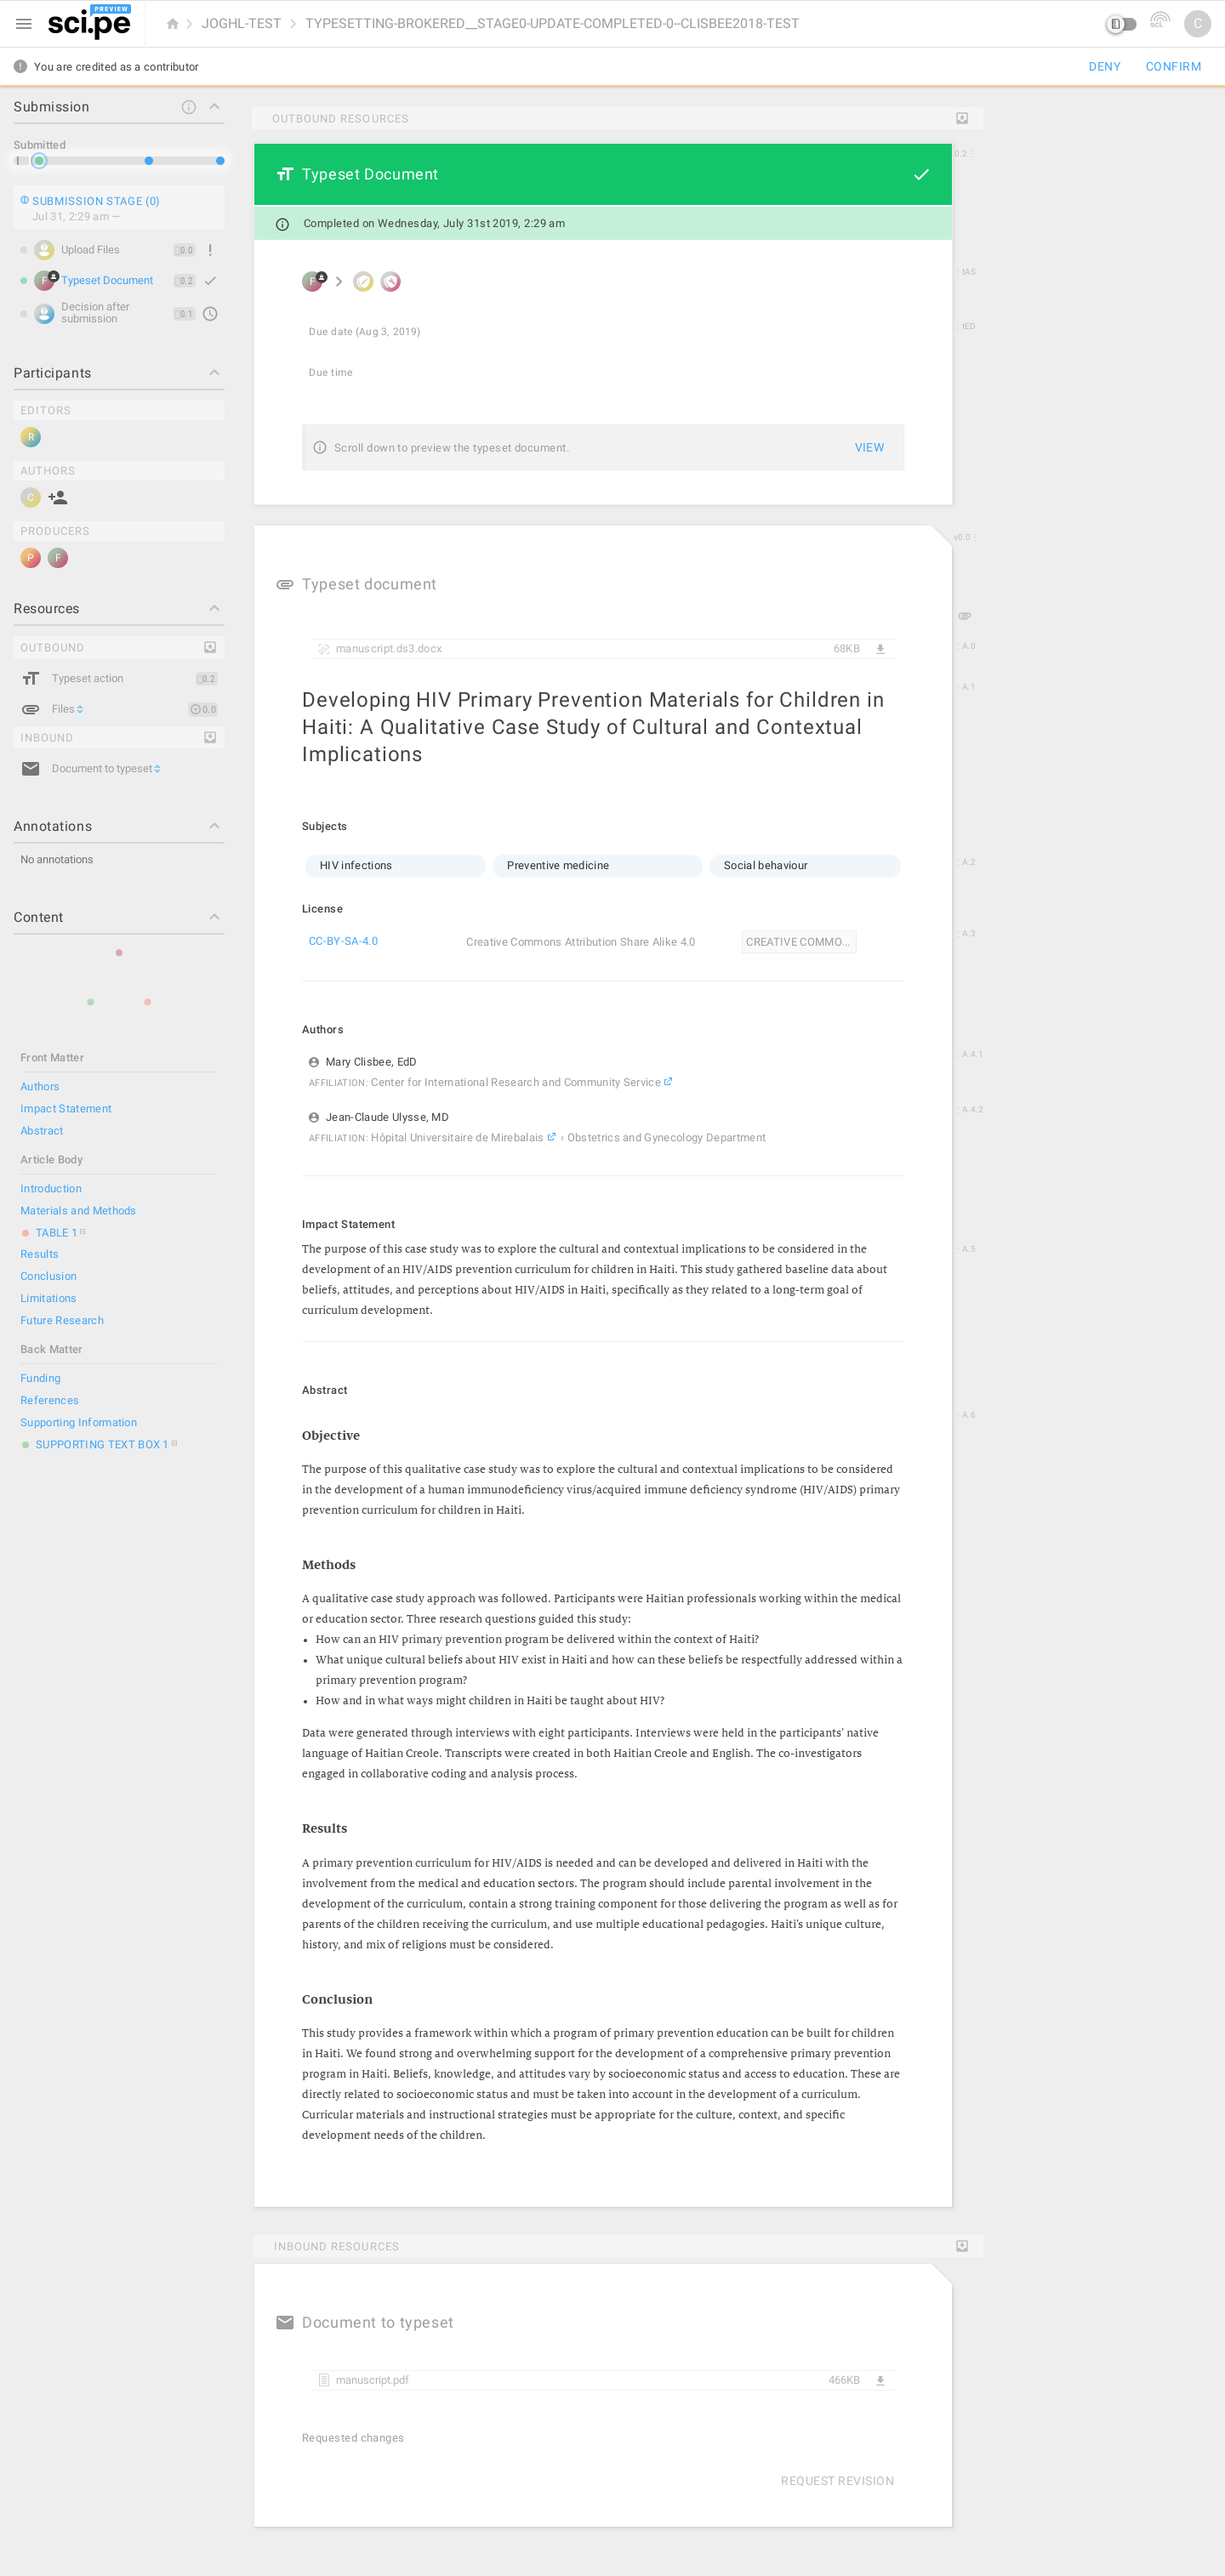 sci.pe PREVIEW
JOGHL-TEST
TYPESETTING-BROKERED__STAGE0-UPDATE-COMPLETED-0--CLISBEE2018-TEST
SCL
C
You are credited as a contributor
DENY
CONFIRM
Submission
Submitted
SUBMISSION STAGE (0)
Jul 31, 2:29 am —
Upload Files
0.0
F
Typeset Document
0.2
Decision after
submission
0.1
Participants
EDITORS
R
AUTHORS
C
PRODUCERS
P
F
Resources
OUTBOUND
Typeset action
0.2
Files
0.0
INBOUND
Document to typeset
Annotations
No annotations
Content
Front Matter
Authors
Impact Statement
Abstract
Article Body
Introduction
Materials and Methods
TABLE 1
Results
Conclusion
Limitations
Future Research
Back Matter
Funding
References
Supporting Information
SUPPORTING TEXT BOX 1
OUTBOUND RESOURCES
0.2
Typeset Document
Completed on Wednesday, July 31st 2019, 2:29 am
tAS
F
tED
Due date (Aug 3, 2019)
Due time
Scroll down to preview the typeset document.
VIEW
v0.0
Typeset document
A.0
manuscript.ds3.docx
68KB
A.1
Developing HIV Primary Prevention Materials for Children in
Haiti: A Qualitative Case Study of Cultural and Contextual
Implications
Subjects
A.2
HIV infections
Preventive medicine
Social behaviour
License
A.3
CC-BY-SA-4.0
Creative Commons Attribution Share Alike 4.0
CREATIVE COMMO...
Authors
A.4.1
Mary Clisbee, EdD
AFFILIATION: Center for International Research and Community Service
A.4.2
Jean-Claude Ulysse, MD
AFFILIATION: Hôpital Universitaire de Mirebalais ‹ Obstetrics and Gynecology Department
Impact Statement
A.5
The purpose of this case study was to explore the cultural and contextual implications to be considered in the
development of an HIV/AIDS prevention curriculum for children in Haiti. This study gathered baseline data about
beliefs, attitudes, and perceptions about HIV/AIDS in Haiti, specifically as they related to a long-term goal of
curriculum development.
Abstract
A.6
Objective
The purpose of this qualitative case study was to explore the cultural and contextual implications to be considered
in the development of a human immunodeficiency virus/acquired immune deficiency syndrome (HIV/AIDS) primary
prevention curriculum for children in Haiti.
Methods
A qualitative case study approach was followed. Participants were Haitian professionals working within the medical
or education sector. Three research questions guided this study:
• How can an HIV primary prevention program be delivered within the context of Haiti?
• What unique cultural beliefs about HIV exist in Haiti and how can these beliefs be respectfully addressed within a
primary prevention program?
• How and in what ways might children in Haiti be taught about HIV?
Data were generated through interviews with eight participants. Interviews were held in the participants' native
language of Haitian Creole. Transcripts were created in both Haitian Creole and English. The co-investigators
engaged in collaborative coding and analysis process.
Results
A primary prevention curriculum for HIV/AIDS is needed and can be developed and delivered in Haiti with the
involvement from the medical and education sectors. The program should include parental involvement in the
development of the curriculum, contain a strong training component for those delivering the program as well as for
parents of the children receiving the curriculum, and use multiple educational pedagogies. Haiti's unique culture,
history, and mix of religions must be considered.
Conclusion
This study provides a framework within which a program of primary prevention education can be built for children
in Haiti. We found strong and overwhelming support for the development of a comprehensive primary prevention
program in Haiti. Beliefs, knowledge, and attitudes vary by socioeconomic status and access to education. These are
directly related to socioeconomic status and must be taken into account in the development of a curriculum.
Curricular materials and instructional strategies must be appropriate for the culture, context, and specific
development needs of the children.
INBOUND RESOURCES
Document to typeset
manuscript.pdf
466KB
Requested changes
REQUEST REVISION